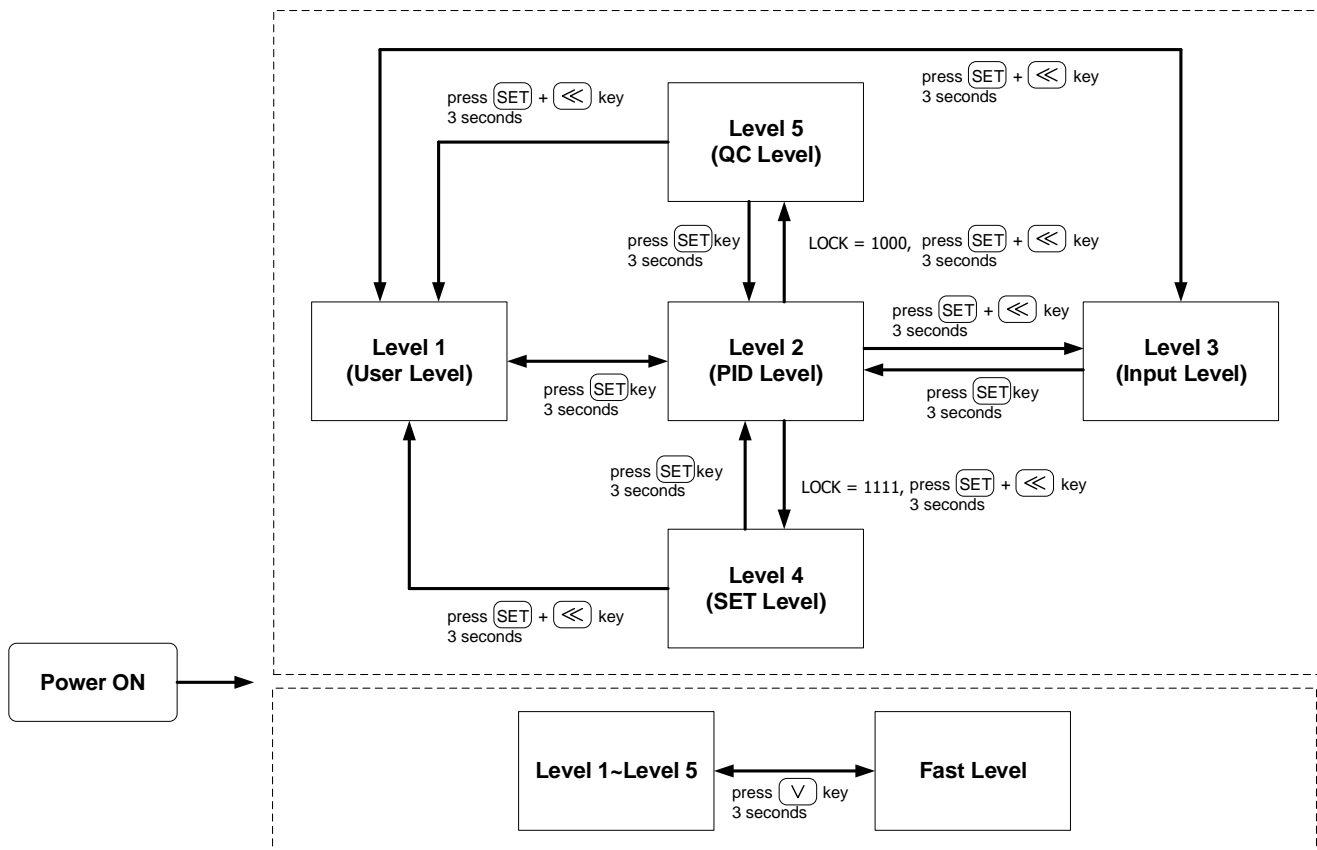 press SET + ≪ key
3 seconds
press SET + ≪ key
3 seconds
Level 5
(QC Level)
press SET key
3 seconds
LOCK = 1000, press SET + ≪ key
3 seconds
Level 1
(User Level)
press SET key
3 seconds
Level 2
(PID Level)
press SET + ≪ key
3 seconds
press SET key
3 seconds
Level 3
(Input Level)
press SET key
3 seconds
LOCK = 1111, press SET + ≪ key
3 seconds
Level 4
(SET Level)
press SET + ≪ key
3 seconds
Power ON
Level 1~Level 5
press ∨ key
3 seconds
Fast Level